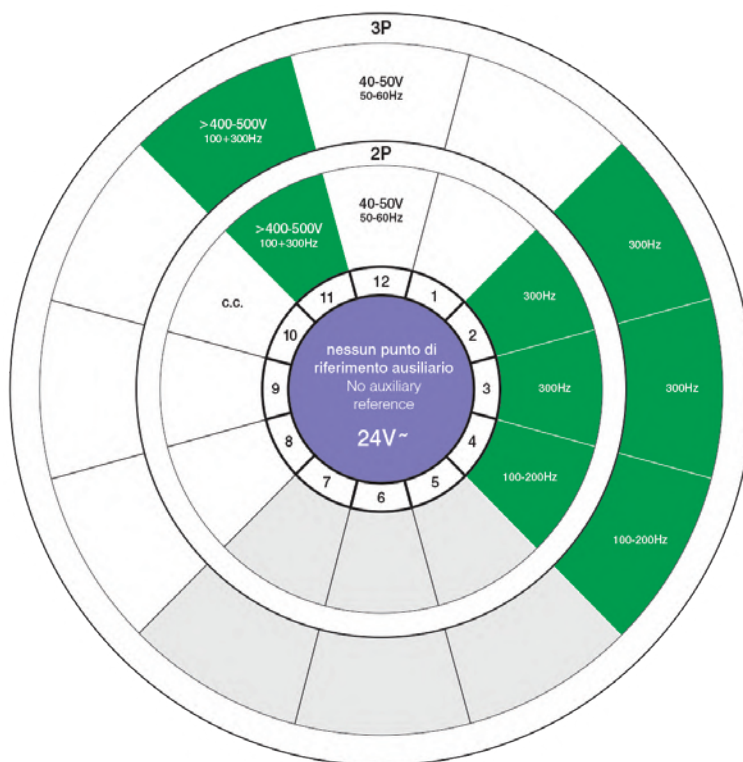 3P
40-50V
50-60Hz
>400-500V
100+300Hz
2P
40-50V
50-60Hz
>400-500V
100+300Hz
300Hz
300Hz
c.c.
12
11
1
10
2
9
3
8
4
7
5
6
nessun punto di
riferimento ausiliario
No auxiliary
reference
24V~
300Hz
300Hz
100-200Hz
100-200Hz